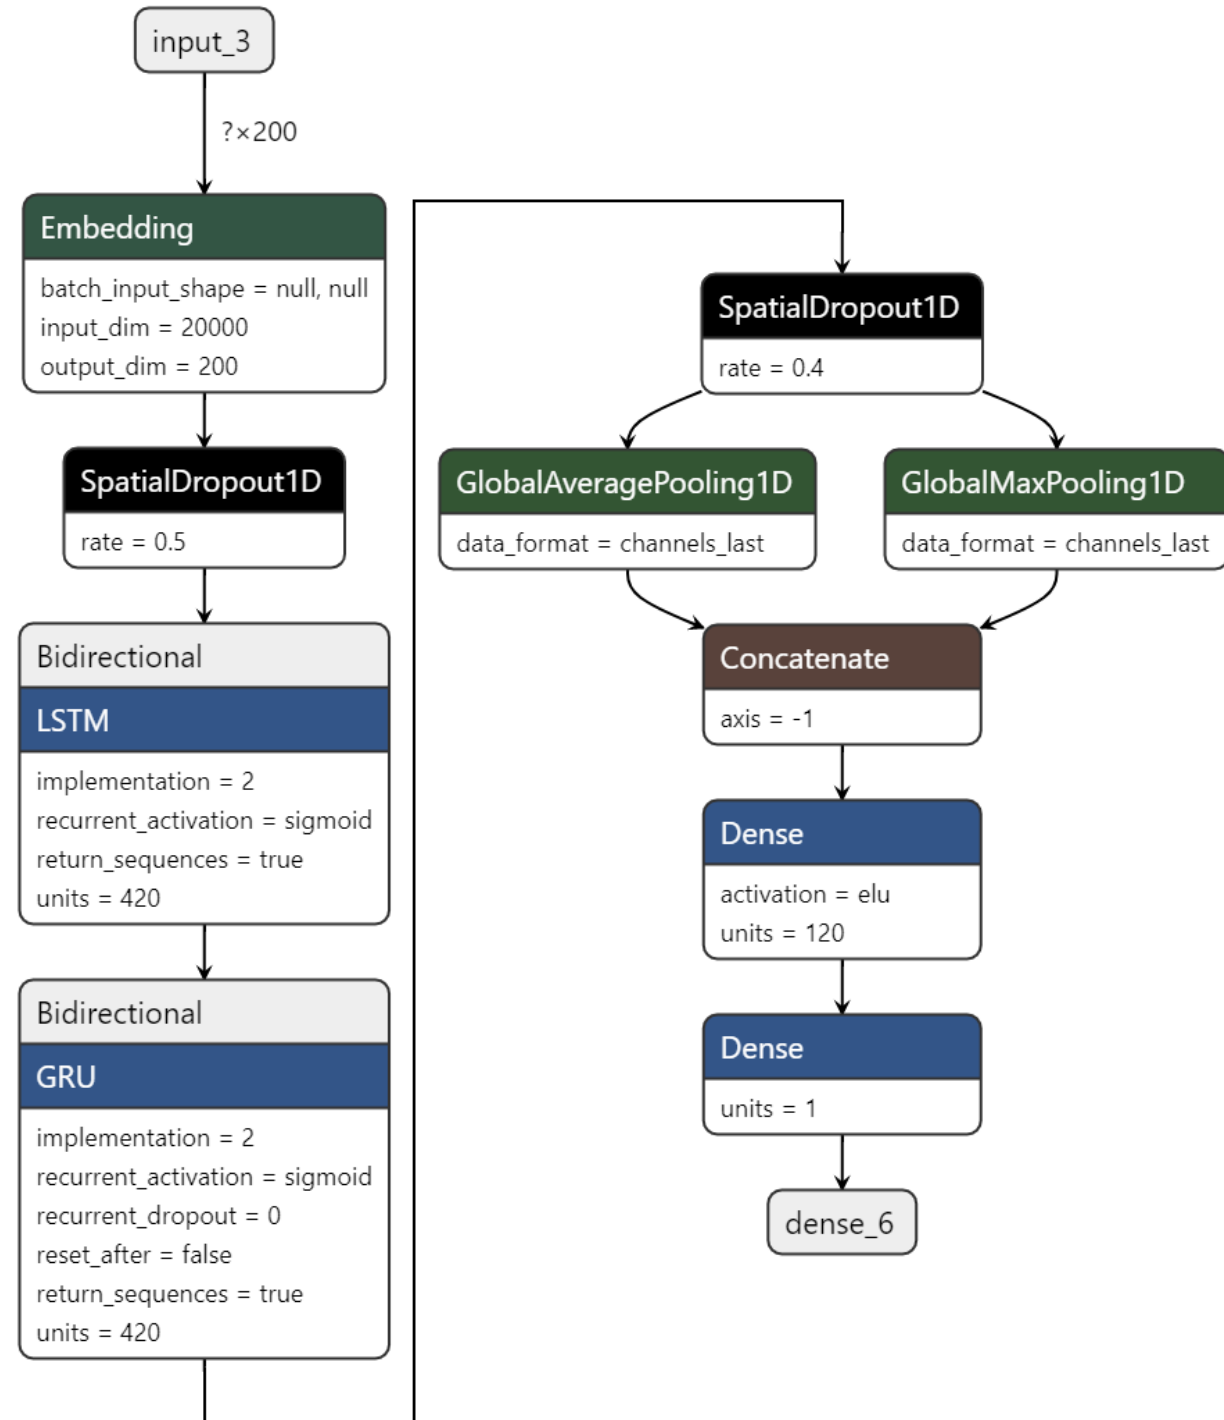 input_3
?×200
Embedding
batch_input_shape = null, null
input_dim = 20000
output_dim = 200
SpatialDropout1D
rate = 0.5
Bidirectional
LSTM
implementation = 2
recurrent_activation = sigmoid
return_sequences = true
units = 420
Bidirectional
GRU
implementation = 2
recurrent_activation = sigmoid
recurrent_dropout = 0
reset_after = false
return_sequences = true
units = 420
SpatialDropout1D
rate = 0.4
GlobalAveragePooling1D
data_format = channels_last
GlobalMaxPooling1D
data_format = channels_last
Concatenate
axis = -1
Dense
activation = elu
units = 120
Dense
units = 1
dense_6